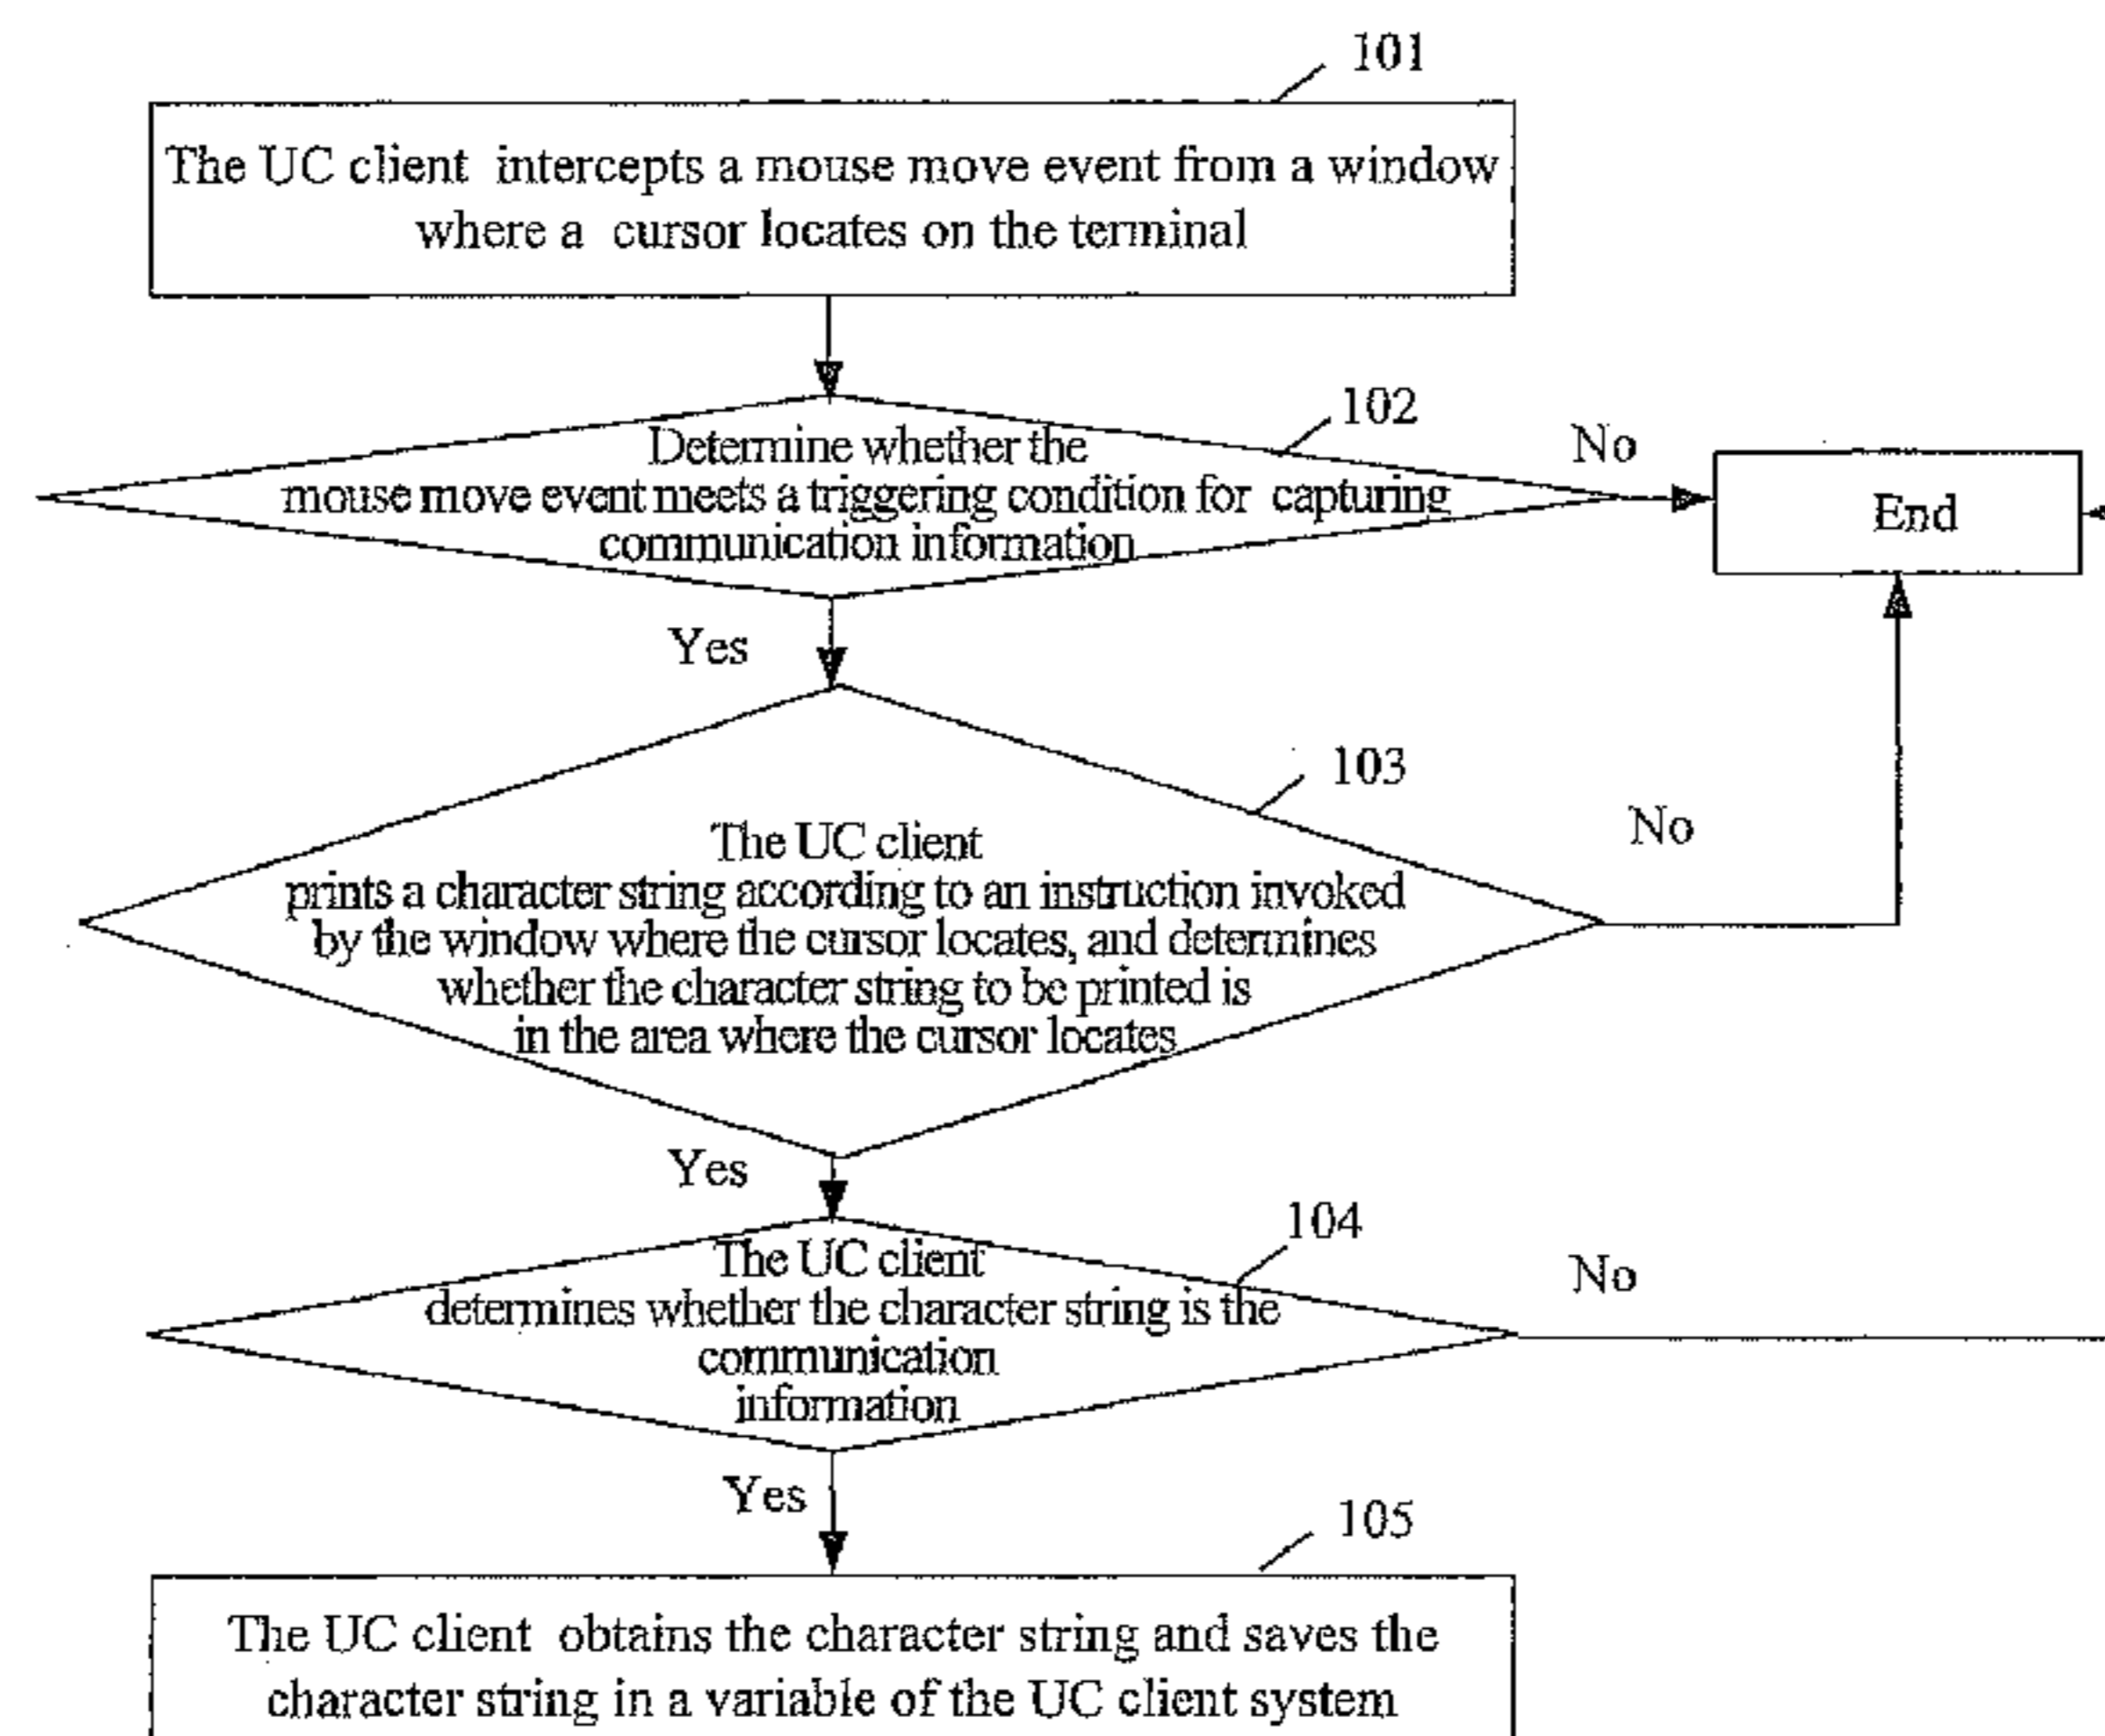 101
The UC client intercepts a mouse move event from a window
where a cursor locates on the terminal
102
No
Determine whether the
mouse move event meets a triggering condition for capturing
communication information
End
Yes
103
No
The UC client
prints a character string according to an instruction invoked
by the window where the cursor locates, and determines
whether the character string to be printed is
in the area where the cursor locates
Yes
104
No
The UC client
determines whether the character string is the
communication
information
Yes
105
The UC client obtains the character string and saves the
character string in a variable of the UC client system